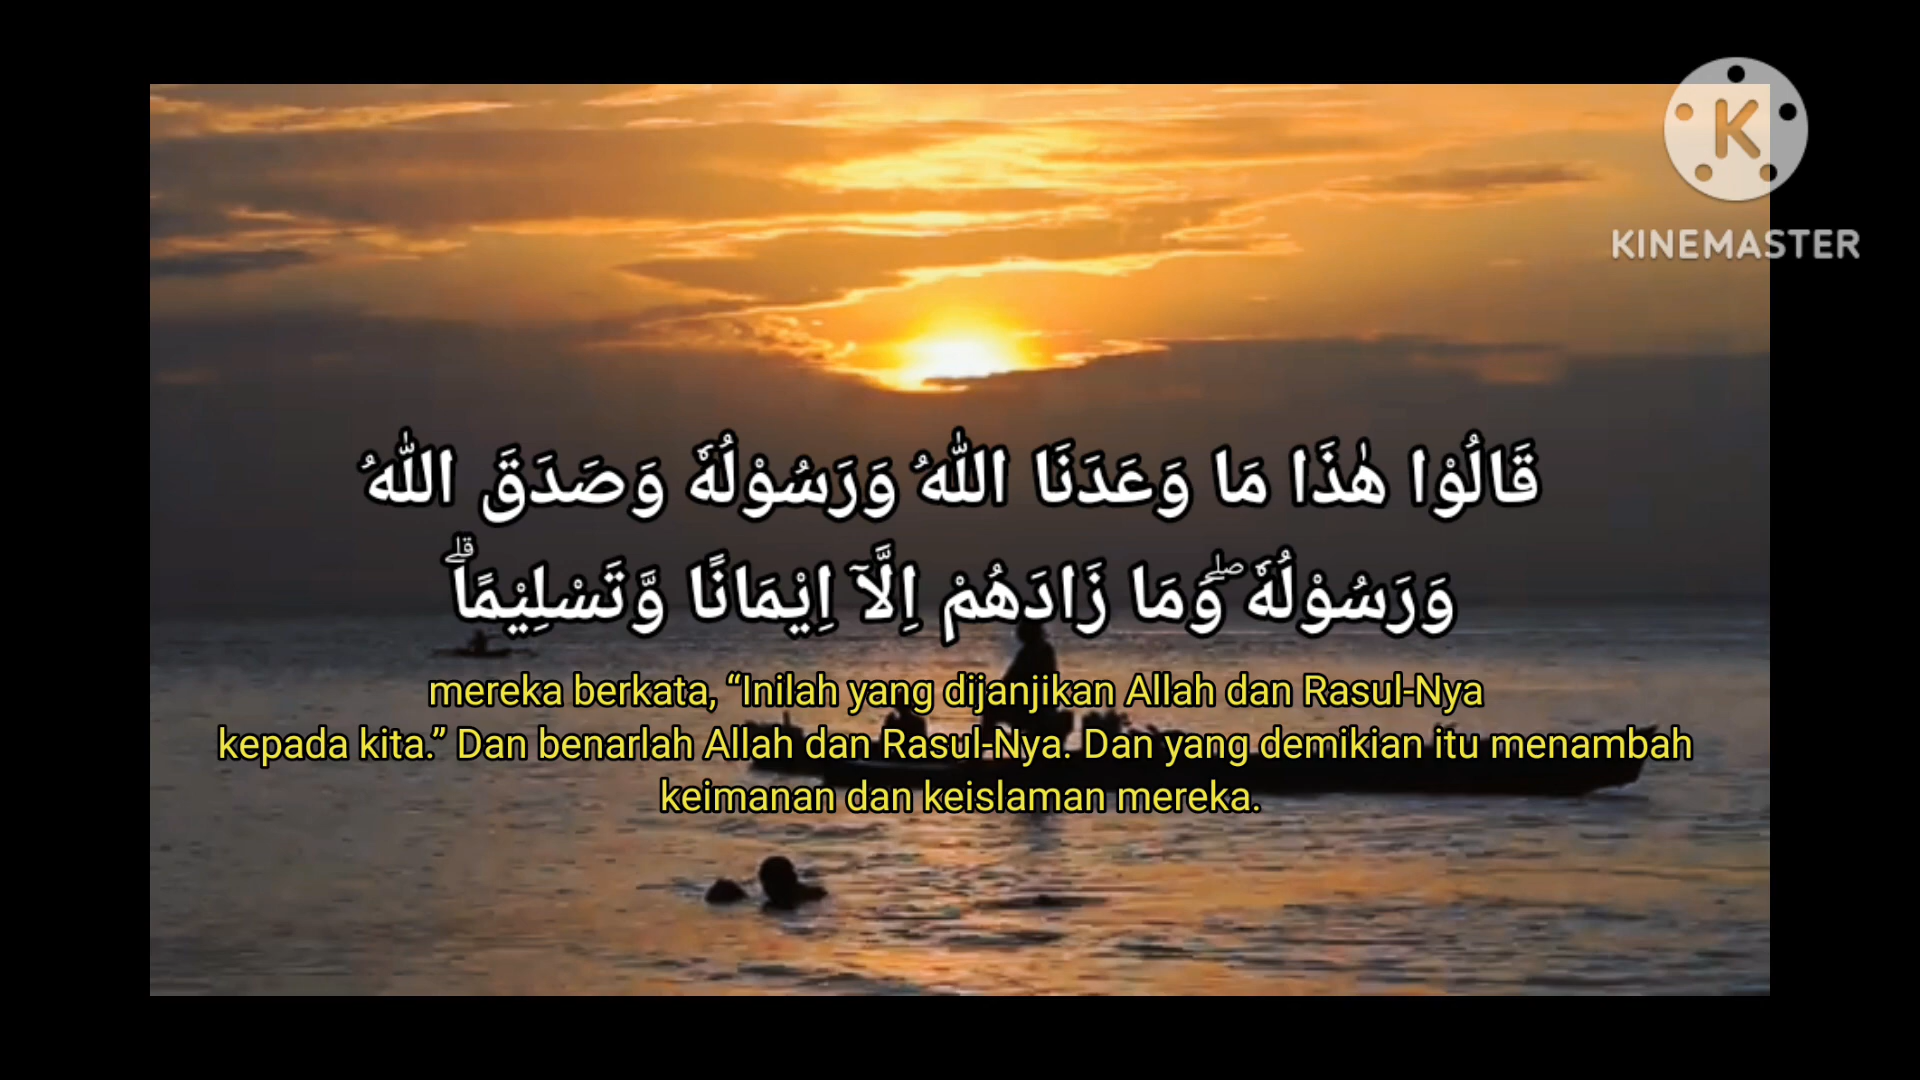 K
KINEMASTER
قَالُوْا هٰذَا مَا وَعَدَنَا اللّٰهُ وَرَسُوْلُهٗ وَصَدَقَ اللّٰهُ
وَرَسُوْلُهٗ ۖوَمَا زَادَهُمْ اِلَّآ اِيْمَانًا وَّتَسْلِيْمًاۗ
mereka berkata, “Inilah yang dijanjikan Allah dan Rasul-Nya
kepada kita.” Dan benarlah Allah dan Rasul-Nya. Dan yang demikian itu menambah
keimanan dan keislaman mereka.